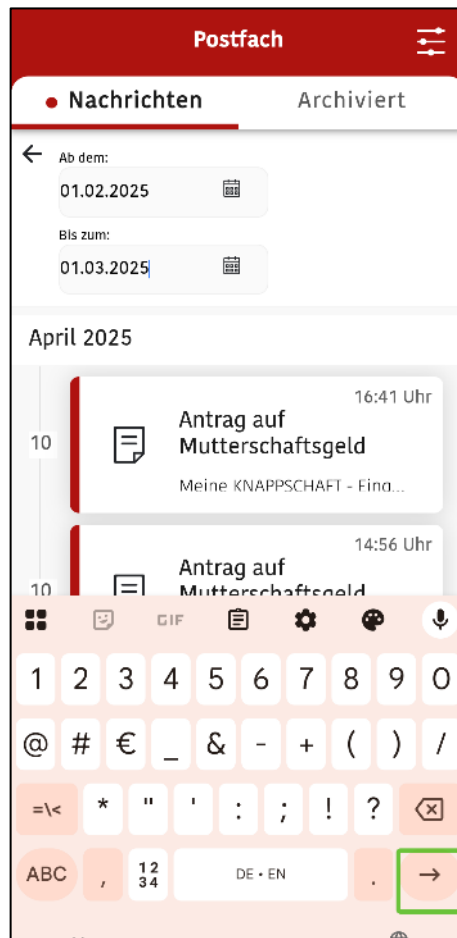 Postfach
Nachrichten Archiviert
Ab dem:
01.02.2025
Bis zum:
01.03.2025
April 2025
16:41 Uhr
10
Antrag auf
Mutterschaftsgeld
Meine KNAPPSCHAFT - Eing...
14:56 Uhr
10
Antrag auf
Mutterschaftsgeld
GIF
1 2 3 4 5 6 7 8 9 0
@ # € _ & - + ( ) /
=\< * " ' : ; ! ? 
ABC , 12 34 DE • EN . →